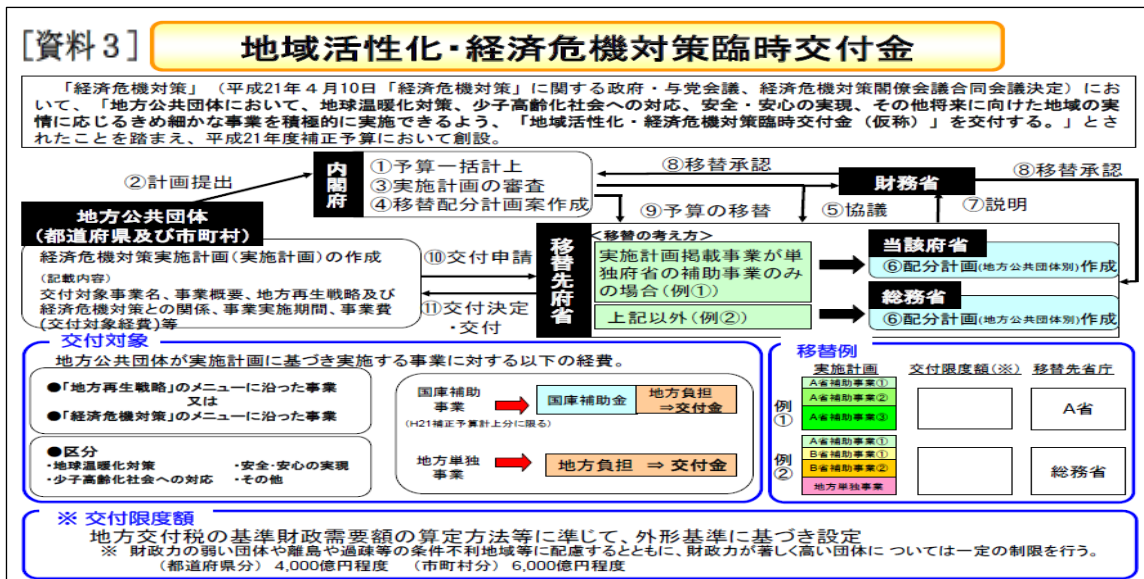 [資料3]
地域活性化・経済危機対策臨時交付金
「経済危機対策」（平成21年４月10日「経済危機対策」に関する政府・与党会議、経済危機対策閣僚会議合同会議決定）にお
いて、「地方公共団体において、地球温暖化対策、少子高齢化社会への対応、安全・安心の実現、その他将来に向けた地域の実
情に応じるきめ細かな事業を積極的に実施できるよう、「地域活性化・経済危機対策臨時交付金（仮称）」を交付する。」とさ
れたことを踏まえ、平成21年度補正予算において創設。
②計画提出
内閣府
①予算一括計上
③実施計画の審査
④移替配分計画案作成
⑧移替承認
財務省
⑧移替承認
⑨予算の移替
⑤協議
⑦説明
地方公共団体
(都道府県及び市町村)
経済危機対策実施計画(実施計画)の作成
(記載内容)
交付対象事業名、事業概要、地方再生戦略及び
経済危機対策との関係、事業実施期間、事業費
(交付対象経費)等
⑩交付申請
⑪交付決定
・交付
移替先府省
<移替の考え方>
実施計画掲載事業が単
独府省の補助事業のみ
の場合(例①)
上記以外(例②)
当該府省
⑥配分計画(地方公共団体別)作成
総務省
⑥配分計画(地方公共団体別)作成
交付対象
地方公共団体が実施計画に基づき実施する事業に対する以下の経費。
●「地方再生戦略」のメニューに沿った事業
又は
●「経済危機対策」のメニューに沿った事業
●区分
・地球温暖化対策　・安全・安心の実現
・少子高齢化社会への対応　・その他
国庫補助
事業
(H21補正予算計上分に限る)
国庫補助金
地方負担
⇒交付金
地方単独
事業
地方負担 ⇒ 交付金
移替例
実施計画　交付限度額(※)　移替先省庁
例①
A省補助事業①
A省補助事業②
A省補助事業③
A省
例②
A省補助事業①
B省補助事業①
B省補助事業②
地方単独事業
総務省
※ 交付限度額
地方交付税の基準財政需要額の算定方法等に準じて、外形基準に基づき設定
※ 財政力の弱い団体や離島や過疎等の条件不利地域等に配慮するとともに、財政力が著しく高い団体に ついては一定の制限を行う。
（都道府県分） 4,000億円程度　（市町村分） 6,000億円程度